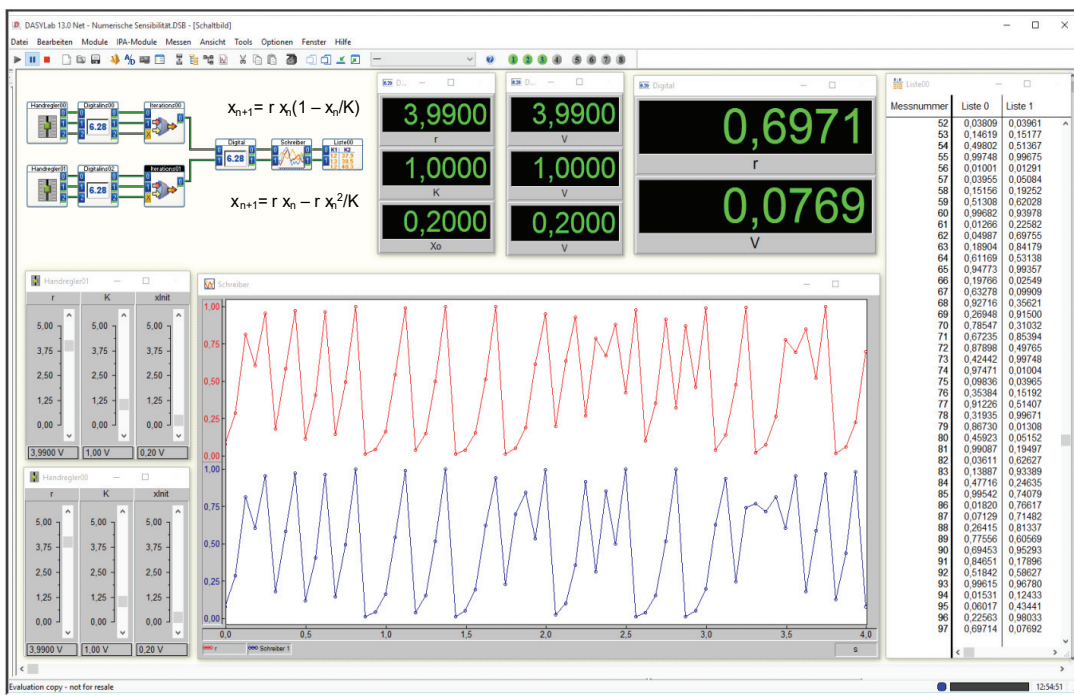 DASYLab 13.0 Net - Numerische Sensibilität.DSB - [Schaltbild]
Datei Bearbeiten Module IPA-Module Messen Ansicht Tools Optionen Fenster Hilfe
1 2 3 4 5 6 7 8
Handregler00 Digitalinz00 Iterations00
6.28
x_{n+1} = r x_n(1 – x_n/K)
Digital Schreiber Liste00
6.28
Handregler01 Digitalinz02 Iterations01
6.28
x_{n+1} = r x_n – r x_n²/K
D...
3,9900
r
1,0000
K
0,2000
Xo
D...
3,9900
V
1,0000
V
0,2000
V
Digital
0,6971
r
0,0769
V
Handregler01
r K xInit
5,00 5,00 5,00
3,75 3,75 3,75
2,50 2,50 2,50
1,25 1,25 1,25
0,00 0,00 0,00
3,9900 V 1,00 V 0,20 V
Handregler00
r K xInit
5,00 5,00 5,00
3,75 3,75 3,75
2,50 2,50 2,50
1,25 1,25 1,25
0,00 0,00 0,00
3,9900 V 1,00 V 0,20 V
Schreiber
1,00
0,75
0,50
0,25
0,00
1,00
0,75
0,50
0,25
0,00
0,0 0,5 1,0 1,5 2,0 2,5 3,0 3,5 4,0
r Schreiber 1 s
Liste00
Messnummer Liste 0 Liste 1
52 0,03809 0,03961
53 0,14619 0,15177
54 0,49802 0,51367
55 0,99748 0,99675
56 0,01001 0,01291
57 0,03955 0,05084
58 0,15156 0,19252
59 0,51308 0,62028
60 0,99682 0,93978
61 0,01266 0,22582
62 0,04987 0,69755
63 0,18904 0,84179
64 0,61169 0,53138
65 0,94773 0,99357
66 0,19766 0,02549
67 0,63278 0,09909
68 0,92716 0,35621
69 0,26948 0,91500
70 0,78547 0,31032
71 0,67235 0,85394
72 0,87898 0,49765
73 0,42442 0,99748
74 0,97471 0,01004
75 0,09836 0,03965
76 0,35384 0,15192
77 0,91226 0,51407
78 0,31935 0,99671
79 0,86730 0,01308
80 0,45923 0,05152
81 0,99087 0,19497
82 0,03611 0,62627
83 0,13887 0,93389
84 0,47716 0,24635
85 0,99542 0,74079
86 0,01820 0,76617
87 0,07129 0,71482
88 0,26415 0,81337
89 0,77556 0,60569
90 0,69453 0,95293
91 0,84651 0,17896
92 0,51842 0,58627
93 0,99615 0,96780
94 0,01531 0,12433
95 0,06017 0,43441
96 0,22563 0,98033
97 0,69714 0,07692
Evaluation copy - not for resale
12:54:51